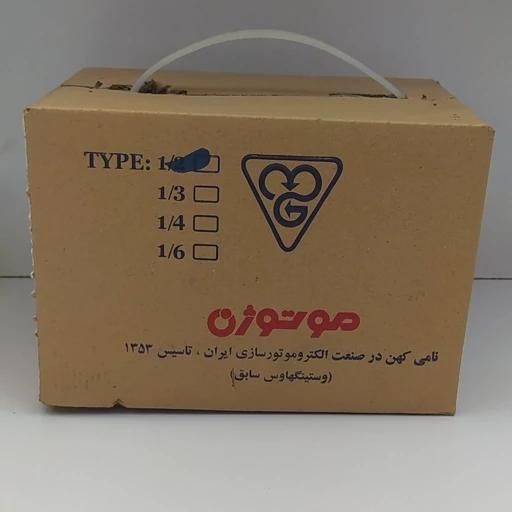 TYPE: 1/2
1/3
1/4
1/6
موتوژن
نامی کهن در صنعت الکتروموتورسازی ایران ، تاسیس ۱۳۵۳
(وستینگهاوس سابق)